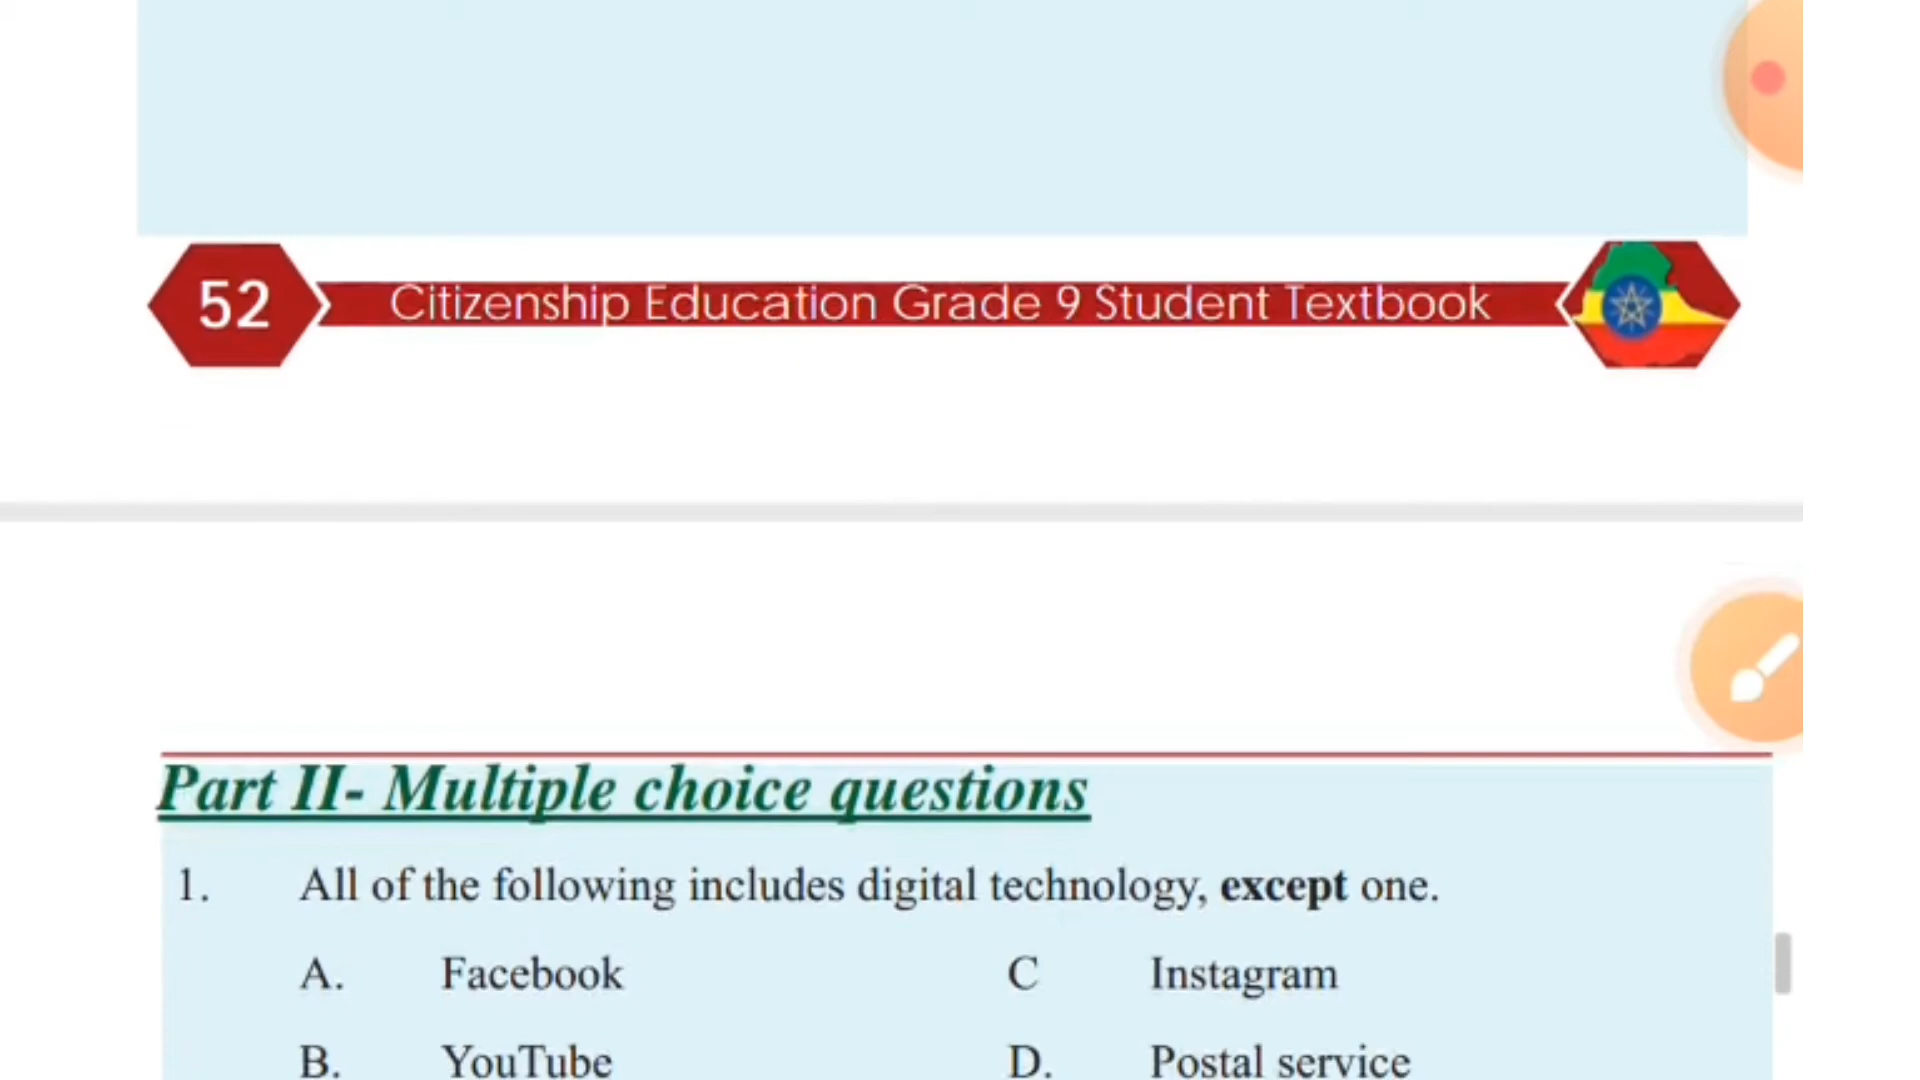 52 Citizenship Education Grade 9 Student Textbook
Part II- Multiple choice questions
1. All of the following includes digital technology, except one.
A. Facebook C Instagram
B. YouTube D. Postal service